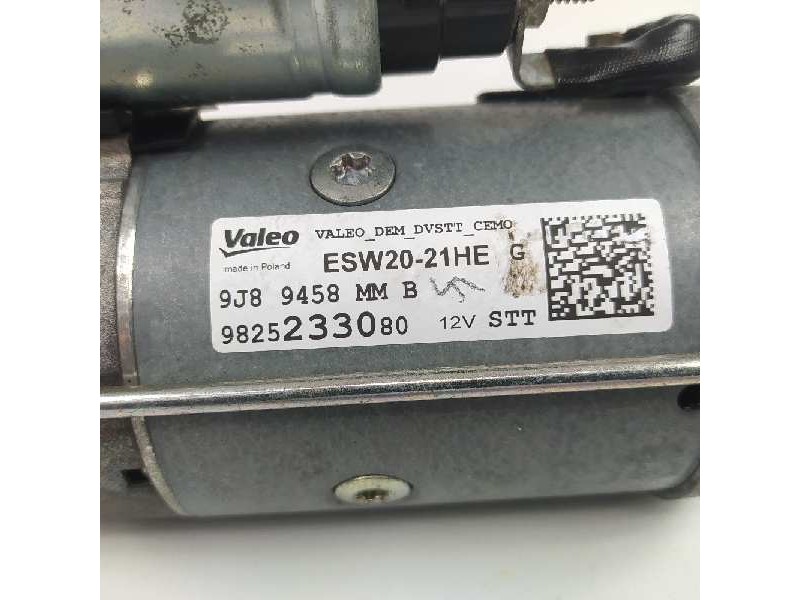 Valeo VALEO_DEM_DVSTT_CEMO
made in Poland ESW20-21HE G
9J8 9458 MM B
9825233080 12V STT